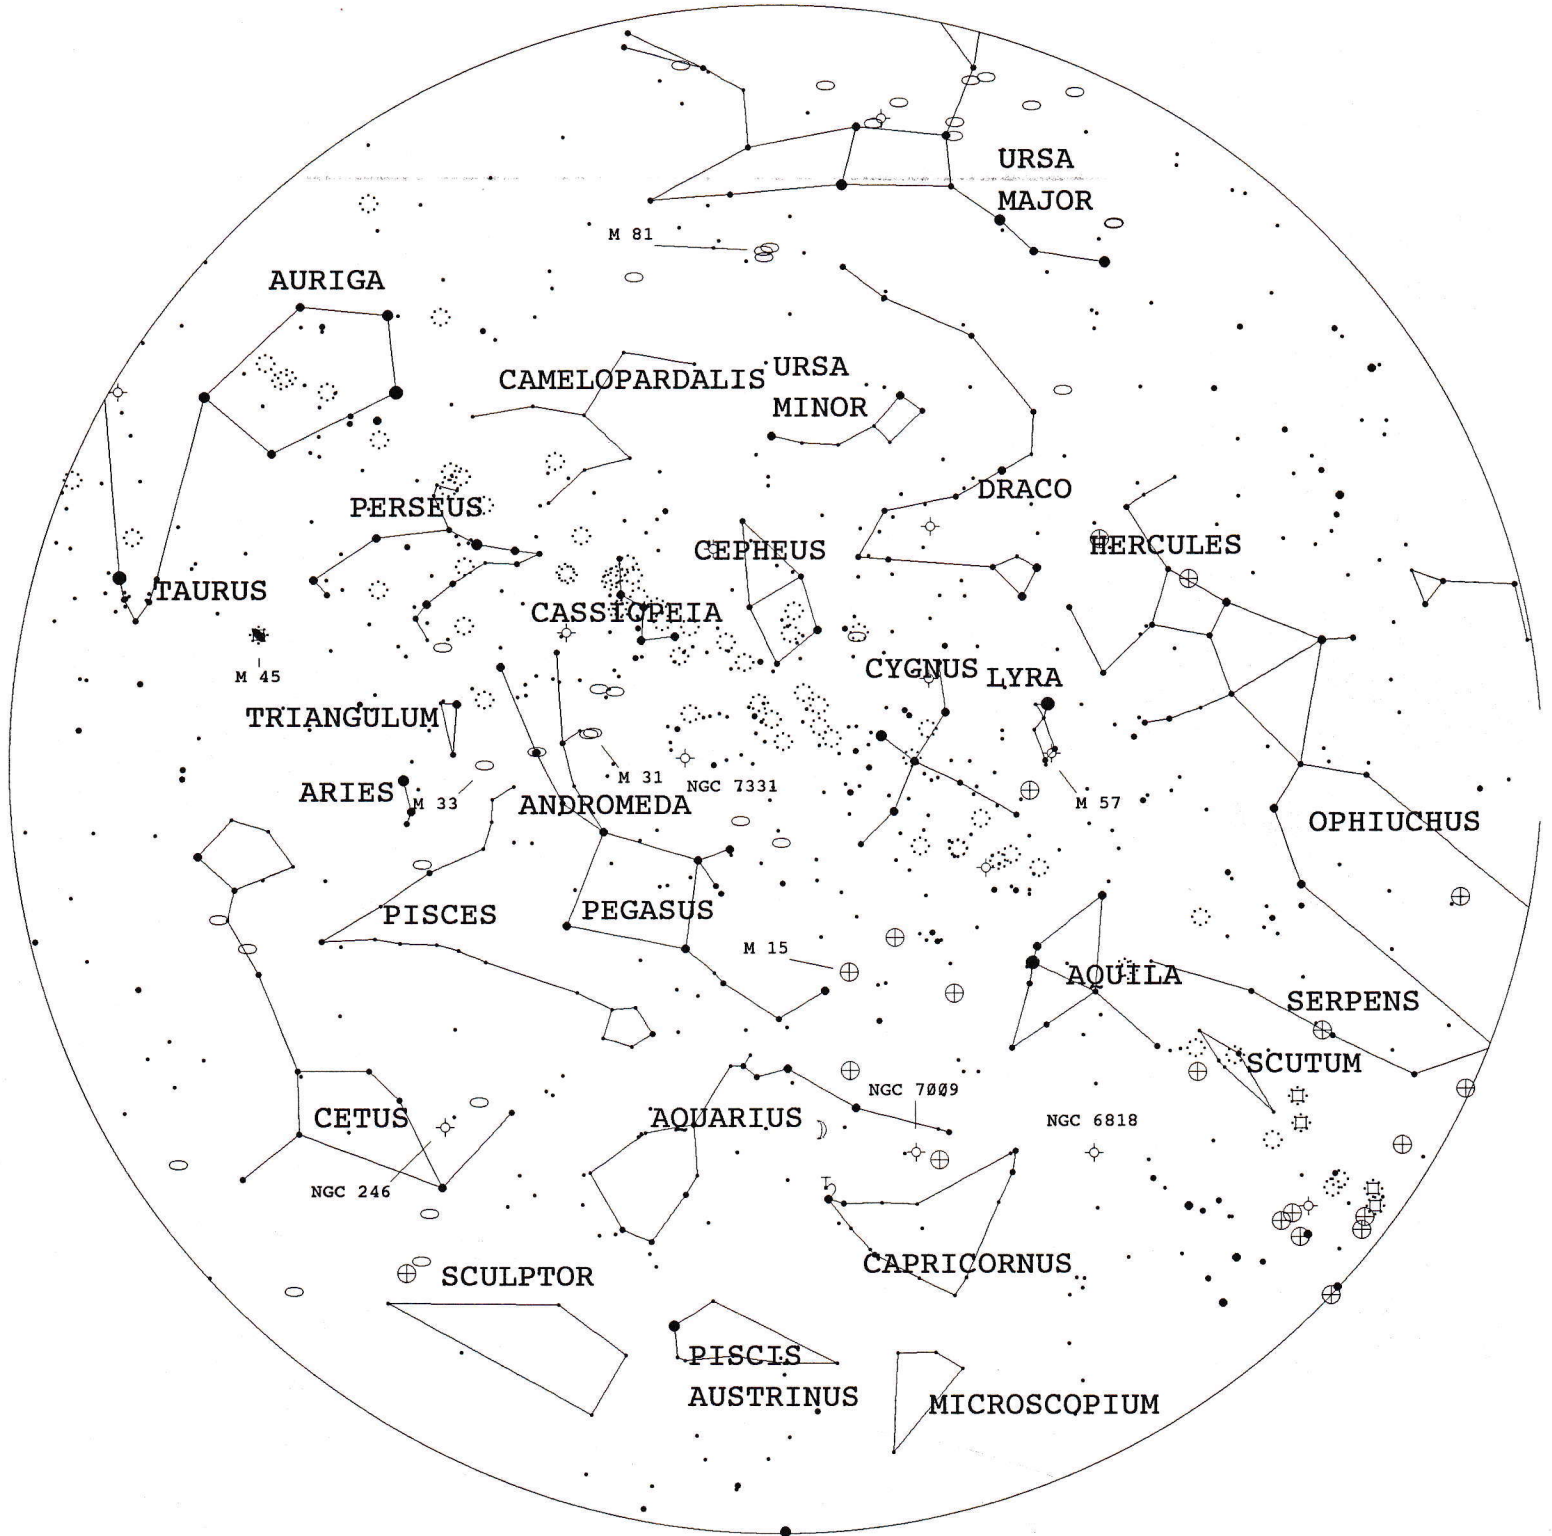 URSA
MAJOR
M 81
AURIGA
CAMELOPARDALIS
URSA
MINOR
DRACO
PERSEUS
CEPHEUS
HERCULES
TAURUS
CASSIOPEIA
M 45
CYGNUS
LYRA
TRIANGULUM
M 31
NGC 7331
ARIES
M 33
ANDROMEDA
M 57
OPHIUCHUS
PISCES
PEGASUS
M 15
AQUILA
SERPENS
SCUTUM
CETUS
AQUARIUS
NGC 7009
NGC 6818
NGC 246
CAPRICORNUS
SCULPTOR
PISCIS
AUSTRINUS
MICROSCOPIUM